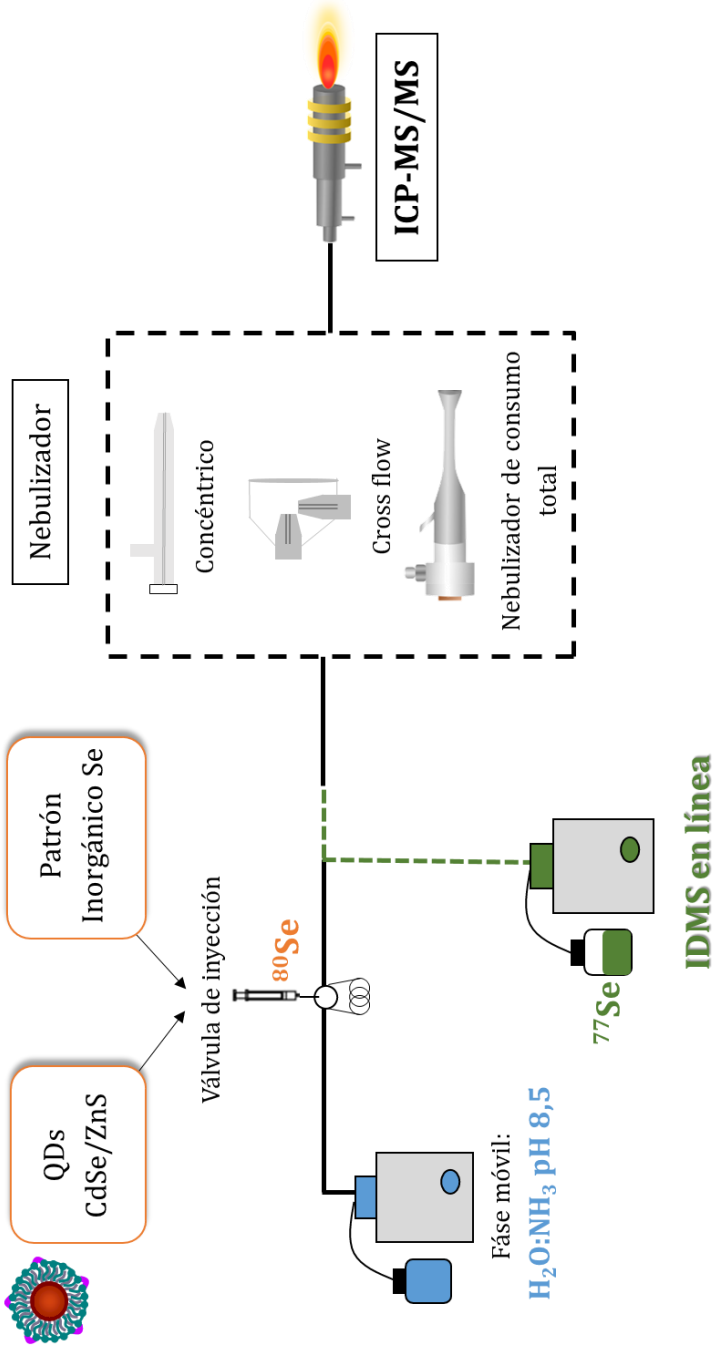 QDs
CdSe/ZnS
Patrón
Inorgánico Se
Válvula de inyección
⁸⁰Se
Fáse móvil:
H₂O:NH₃ pH 8,5
⁷⁷Se
IDMS en línea
Nebulizador
Concéntrico
Cross flow
Nebulizador de consumo
total
ICP-MS/MS